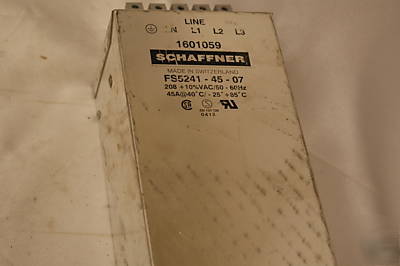 LINE
N L1 L2 L3
1601059
SCHAFFNER
MADE IN SWITZERLAND
FS5241 - 45 - 07
208 +10%VAC/50 - 60Hz
45A@40°C/ - 25°+85°C
0413